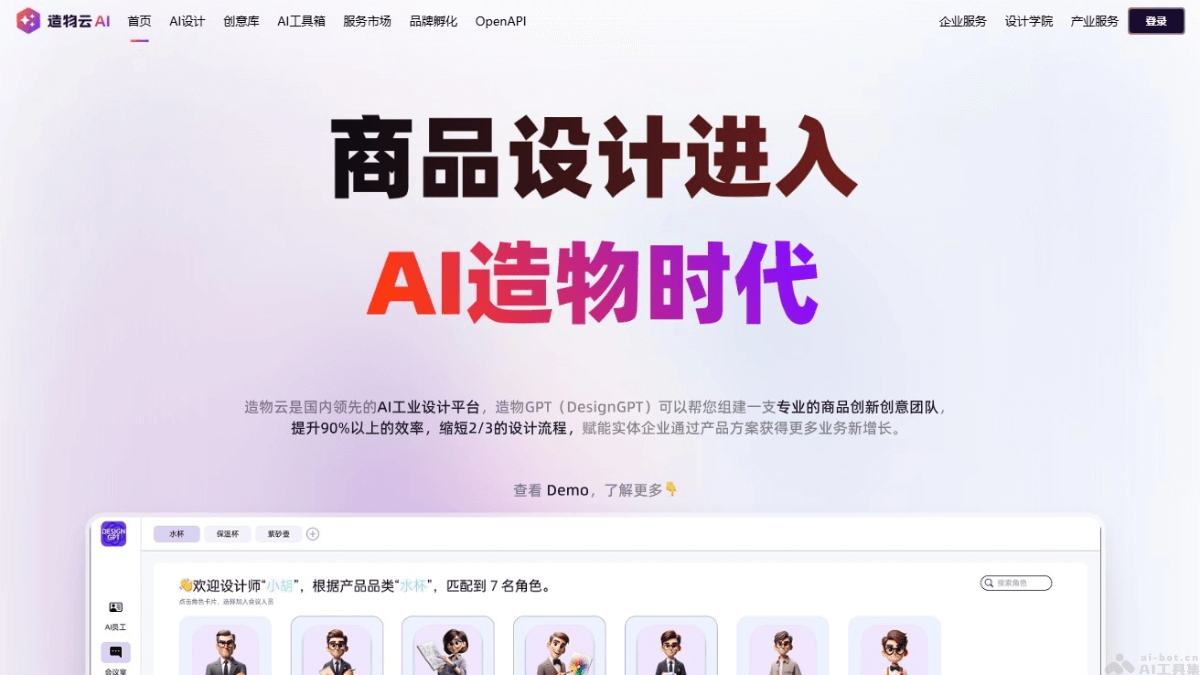 造物云AI 首页 AI设计 创意库 AI工具箱 服务市场 品牌孵化 OpenAPI 企业服务 设计学院 产业服务 登录
商品设计进入
AI造物时代
造物云是国内领先的AI工业设计平台，造物GPT（DesignGPT）可以帮您组建一支专业的商品创新创意团队，
提升90%以上的效率，缩短2/3的设计流程，赋能实体企业通过产品方案获得更多业务新增长。
查看 Demo，了解更多👇
DESIGN
GPT
水杯 保温杯 紫砂壶
👋欢迎设计师“小胡”，根据产品品类“水杯”，匹配到 7 名角色。
搜索角色
点击角色卡片，选择加入会议人员
AI员工
会议室
ai-bot.cn
AI工具集